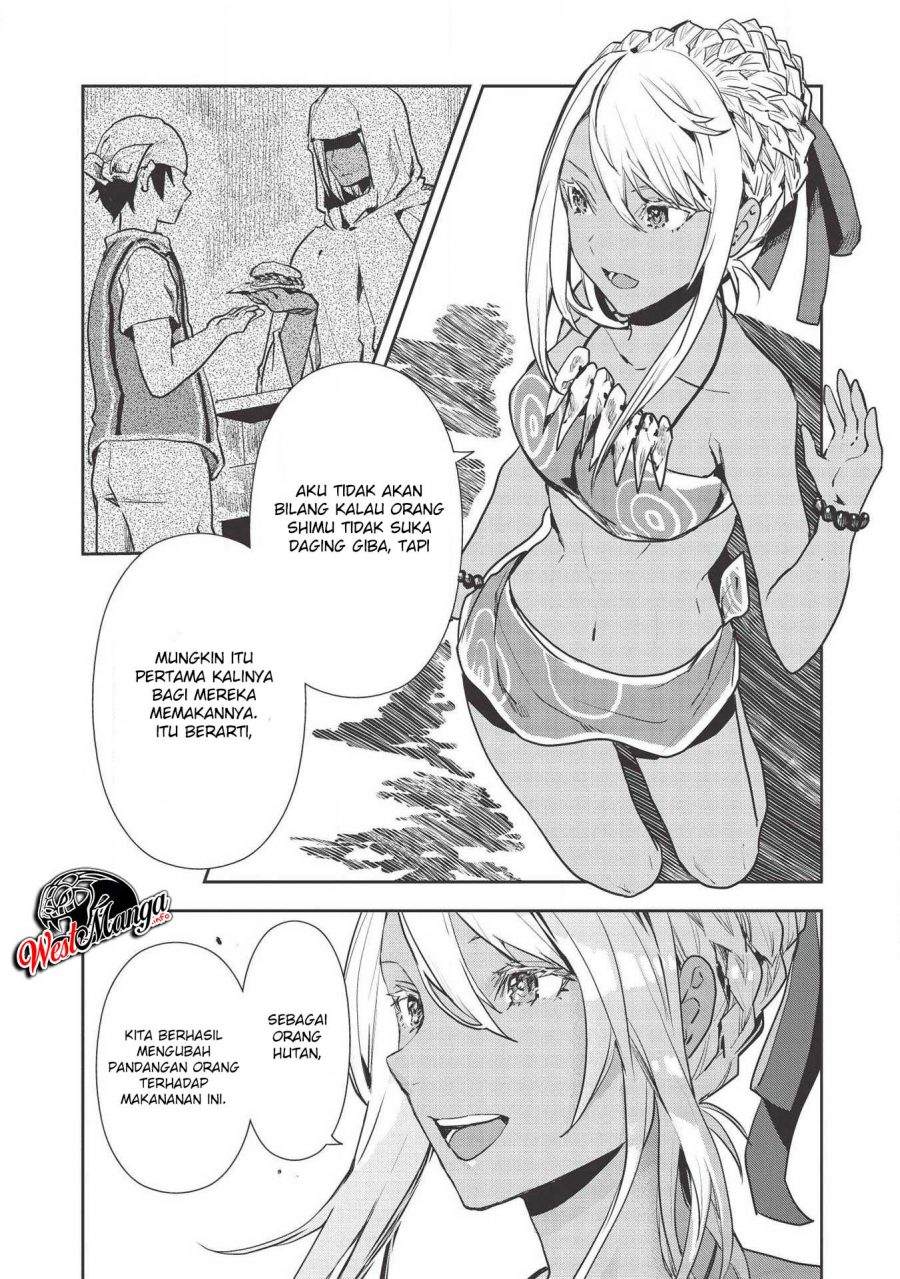 AKU TIDAK AKAN
BILANG KALAU ORANG
SHIMU TIDAK SUKA
DAGING GIBA, TAPI
MUNGKIN ITU
PERTAMA KALINYA
BAGI MEREKA
MEMAKANNYA.
ITU BERARTI,
WestManga
.info
SEBAGAI
ORANG
HUTAN,
KITA BERHASIL
MENGUBAH
PANDANGAN ORANG
TERHADAP
MAKANANAN INI.